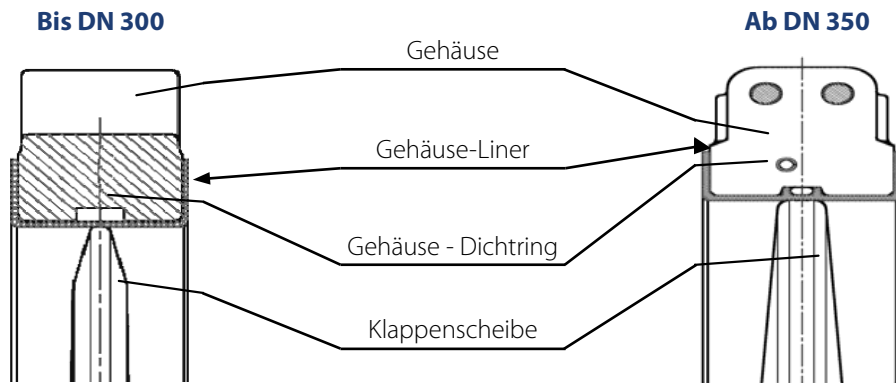 Bis DN 300
Ab DN 350
Gehäuse
Gehäuse-Liner
Gehäuse - Dichtring
Klappenscheibe